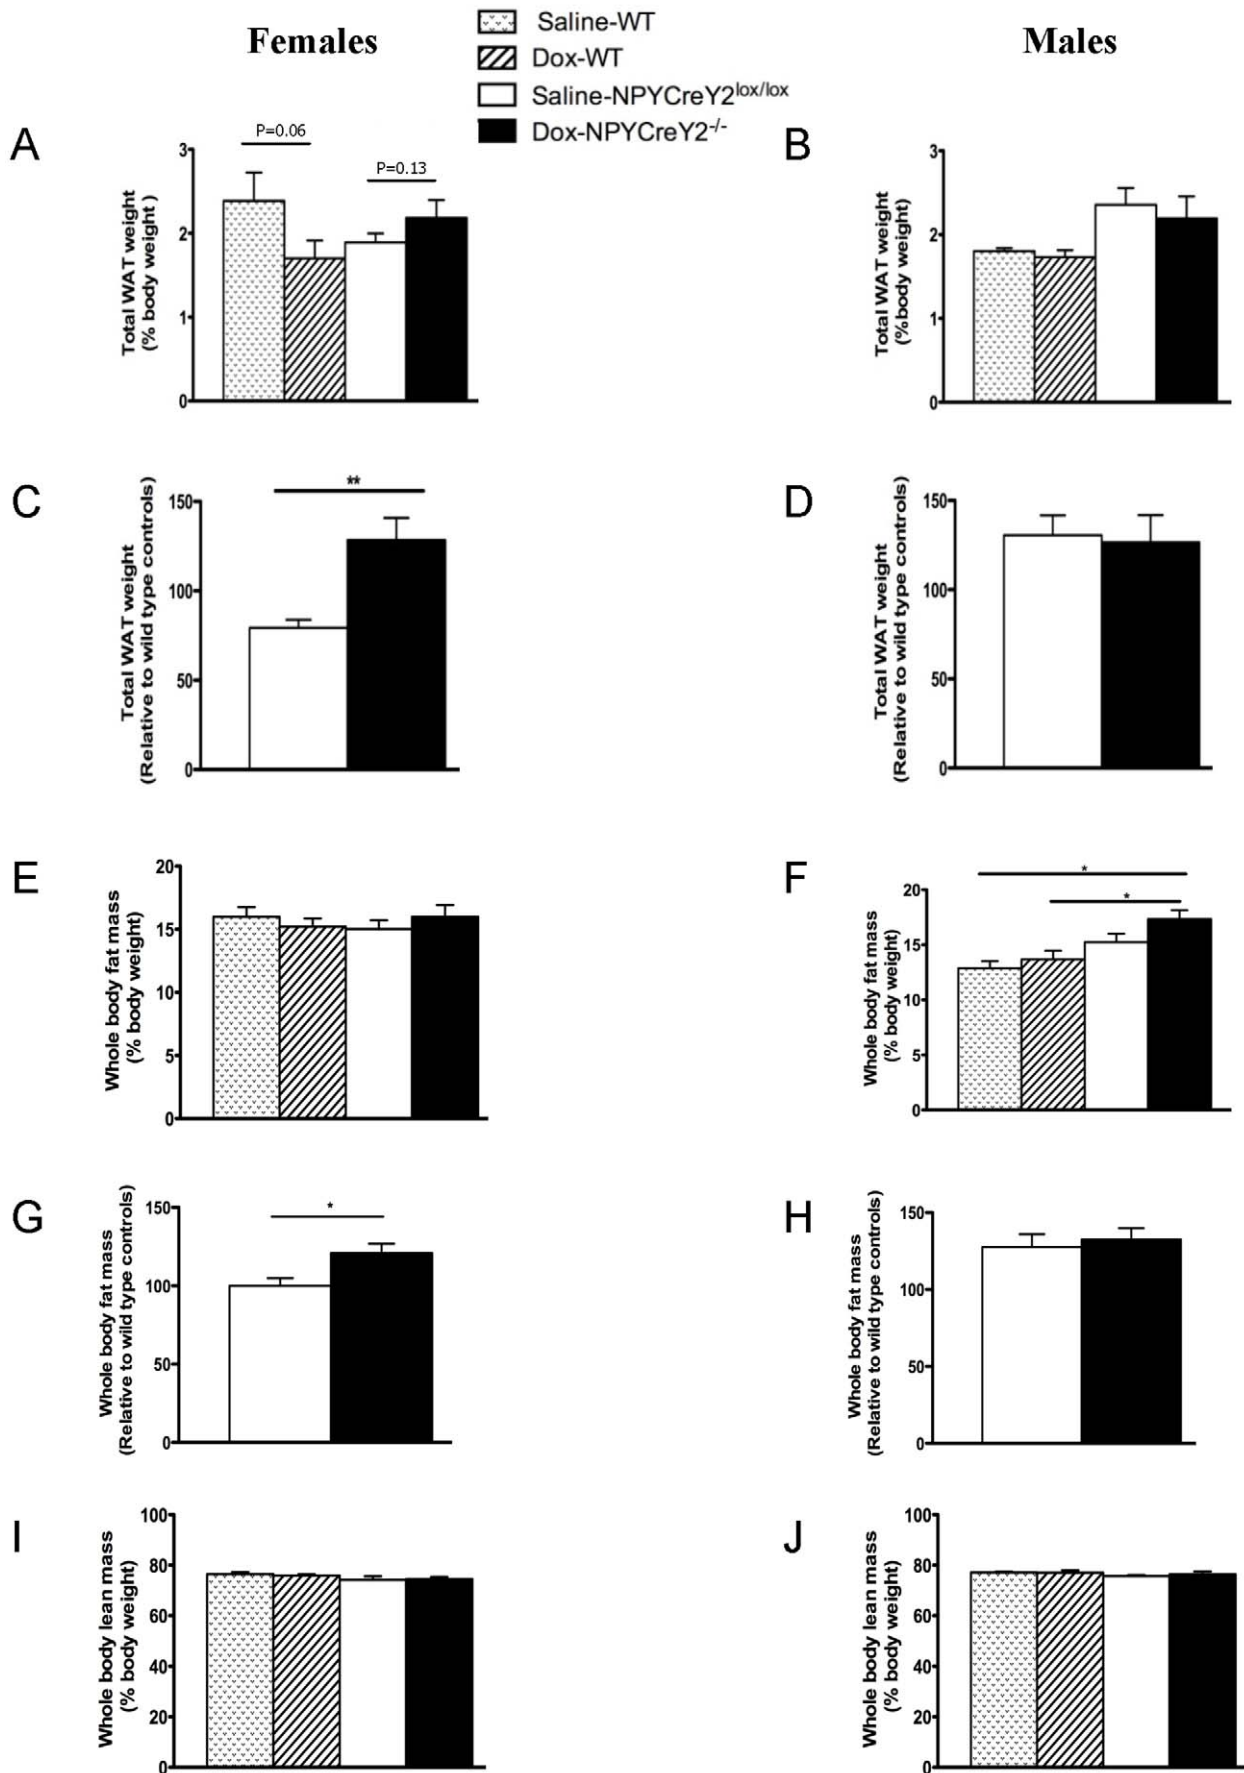 Females
Males
Saline-WT
Dox-WT
Saline-NPYCreY2lox/lox
Dox-NPYCreY2-/-
A
P=0.06
P=0.13
Total WAT weight
(% body weight )
3
2
1
0
B
Total WAT weight
(%body weight)
3
2
1
0
C
**
Total WAT weight
(Relative to wild type controls)
150
100
50
0
D
Total WAT weight
(Relative to wild type controls)
150
100
50
0
E
Whole body fat mass
(% body weight)
20
15
10
5
0
F
*
*
Whole body fat mass
(% body weight)
20
15
10
5
0
G
*
Whole body fat mass
(Relative to wild type controls)
150
100
50
0
H
Whole body fat mass
(Relative to wild type controls)
150
100
50
0
I
Whole body lean mass
(% body weight)
100
80
60
40
20
0
J
Whole body lean mass
(% body weight)
100
80
60
40
20
0